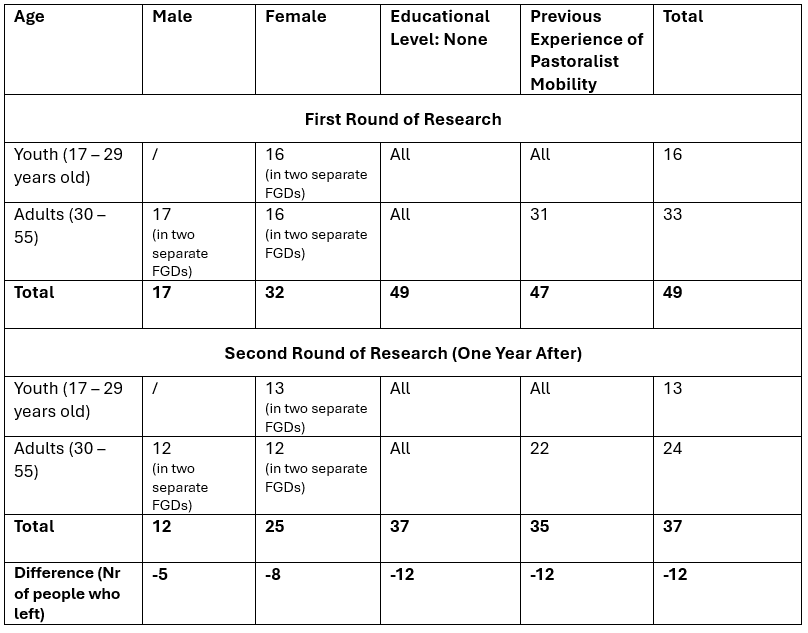 Age Male Female Educational Level: None Previous Experience of Pastoralist Mobility Total
First Round of Research
Youth (17 – 29 years old) / 16 (in two separate FGDs) All All 16
Adults (30 – 55) 17 (in two separate FGDs) 16 (in two separate FGDs) All 31 33
Total 17 32 49 47 49
Second Round of Research (One Year After)
Youth (17 – 29 years old) / 13 (in two separate FGDs) All All 13
Adults (30 – 55) 12 (in two separate FGDs) 12 (in two separate FGDs) All 22 24
Total 12 25 37 35 37
Difference (Nr of people who left) -5 -8 -12 -12 -12